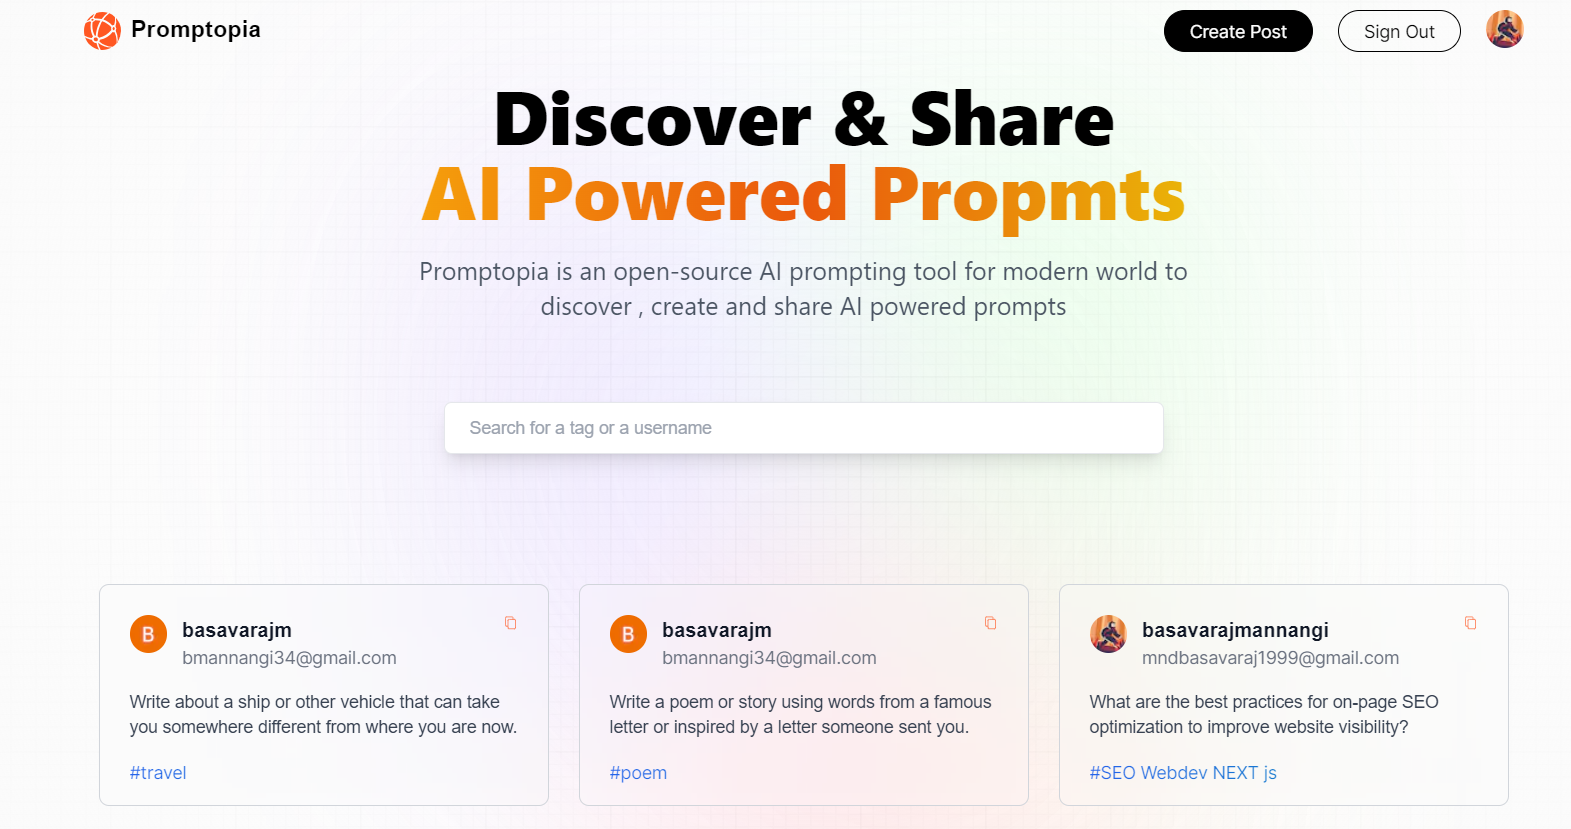 Promptopia
Create Post
Sign Out
Discover & Share
AI Powered Propmts
Promptopia is an open-source AI prompting tool for modern world to
discover , create and share AI powered prompts
Search for a tag or a username
B
basavarajm
bmannangi34@gmail.com
Write about a ship or other vehicle that can take
you somewhere different from where you are now.
#travel
B
basavarajm
bmannangi34@gmail.com
Write a poem or story using words from a famous
letter or inspired by a letter someone sent you.
#poem
basavarajmannangi
mndbasavaraj1999@gmail.com
What are the best practices for on-page SEO
optimization to improve website visibility?
#SEO Webdev NEXT js